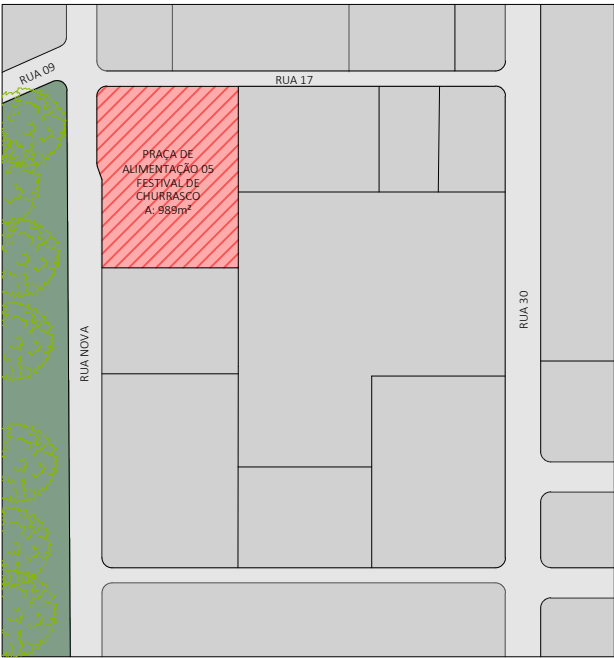 RUA 09
RUA 17
PRAÇA DE
ALIMENTAÇÃO 05
FESTIVAL DE
CHURRASCO
A: 989m²
RUA 30
RUA NOVA